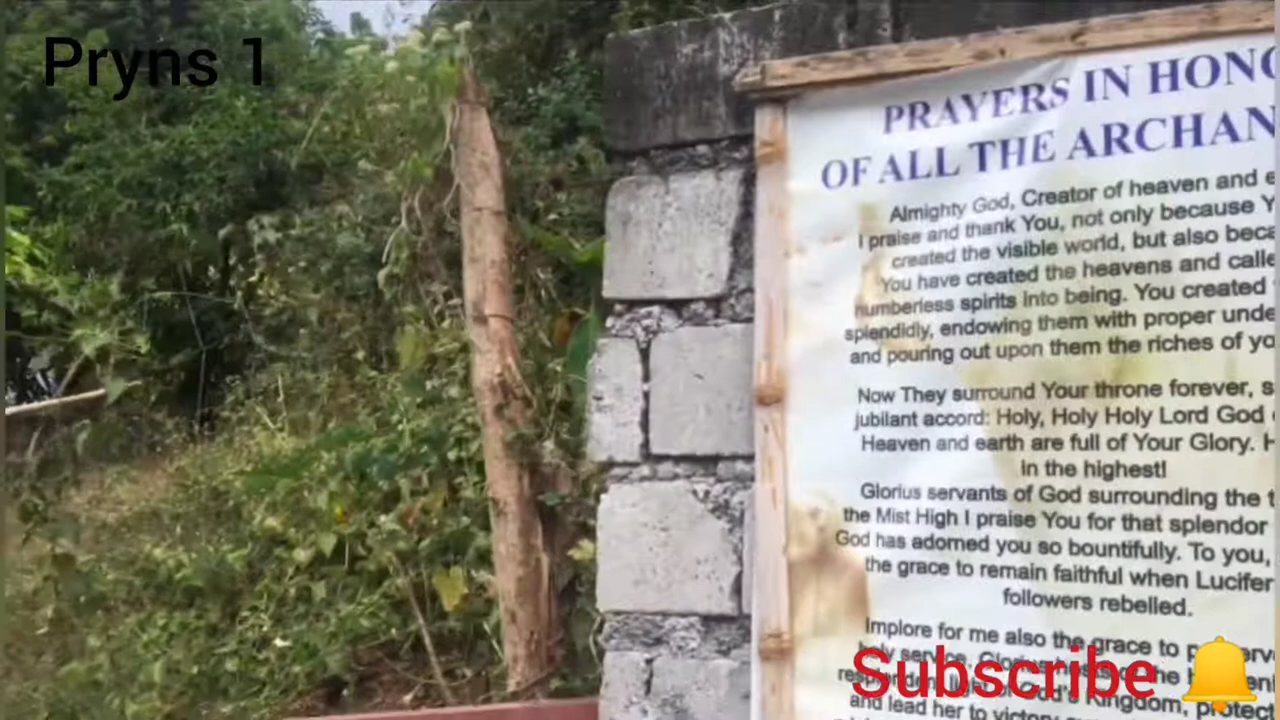 Pryns 1
PRAYERS IN HONO
OF ALL THE ARCHAN
Almighty God, Creator of heaven and e
I praise and thank You, not only because Y
created the visible world, but also beca
You have created the heavens and calle
numberless spirits into being. You created
splendidly, endowing them with proper unde
and pouring out upon them the riches of yo
Now They surround Your throne forever, s
jubilant accord: Holy, Holy Holy Lord God
Heaven and earth are full of Your Glory. H
in the highest!
Glorius servants of God surrounding the t
the Mist High I praise You for that splendor
God has adorned you so bountifully. To you,
the grace to remain faithful when Lucifer
followers rebelled.
Implore for me also the grace to p erv
holy service. the
God's Kingdom, protect
and lead her to victory
Subscribe